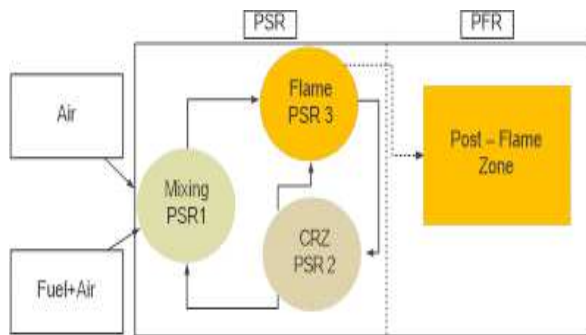 PSR
PFR
Air
Flame
PSR 3
Post – Flame
Zone
Mixing
PSR1
CRZ
PSR 2
Fuel+Air